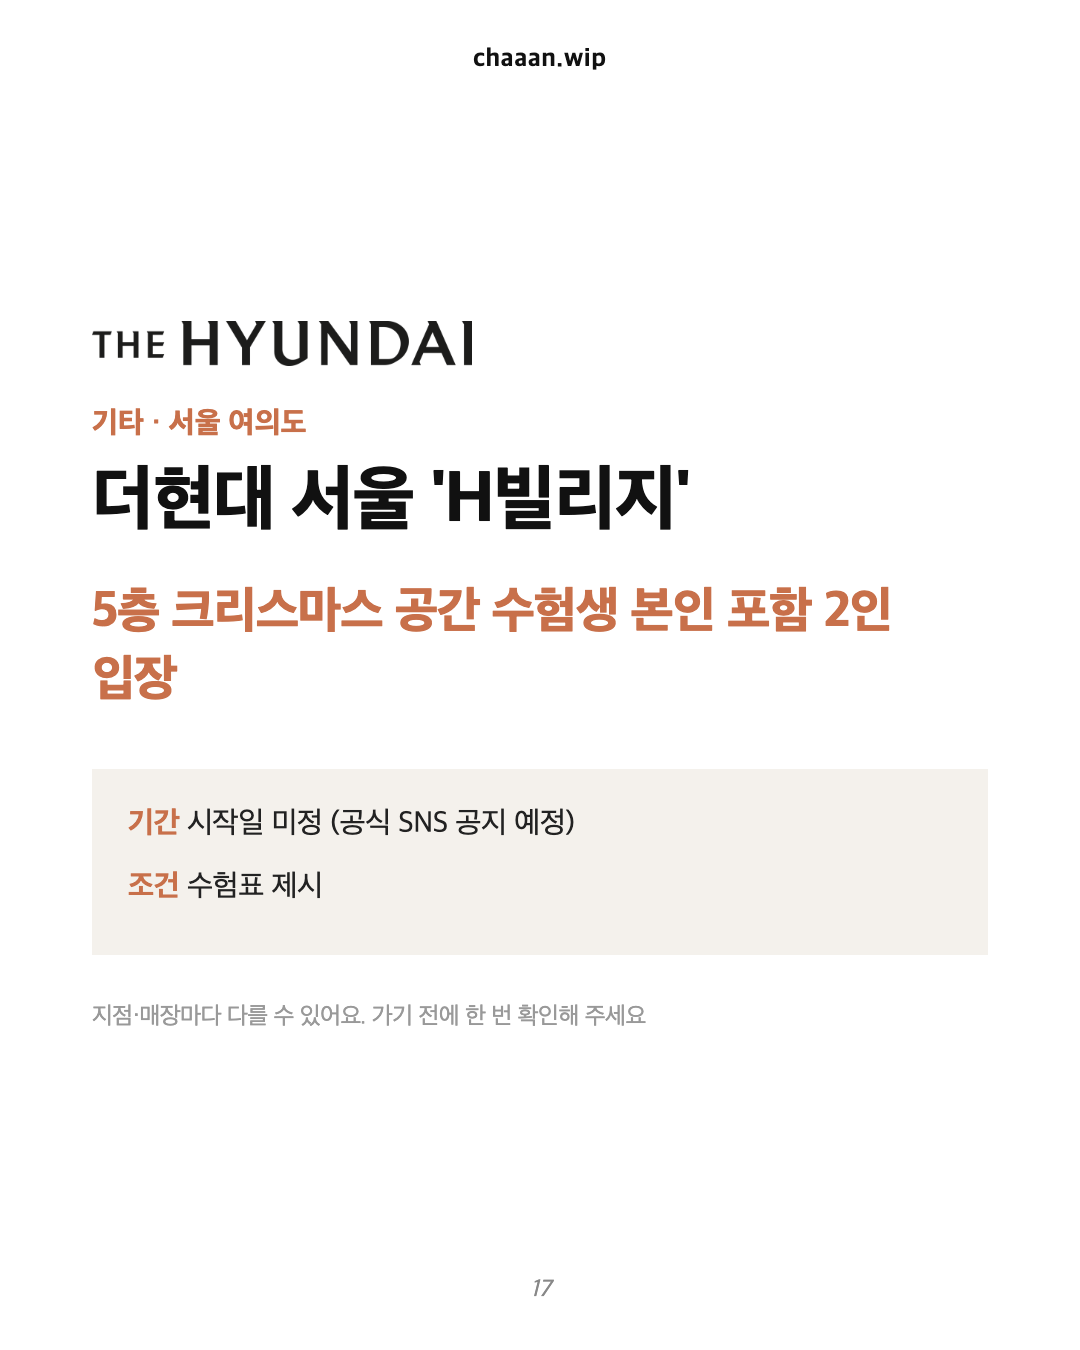 chaaan.wip
THE HYUNDAI
기타 · 서울 여의도
더현대 서울 'H빌리지'
5층 크리스마스 공간 수험생 본인 포함 2인
입장
기간 시작일 미정 (공식 SNS 공지 예정)
조건 수험표 제시
지점·매장마다 다를 수 있어요. 가기 전에 한 번 확인해 주세요
17